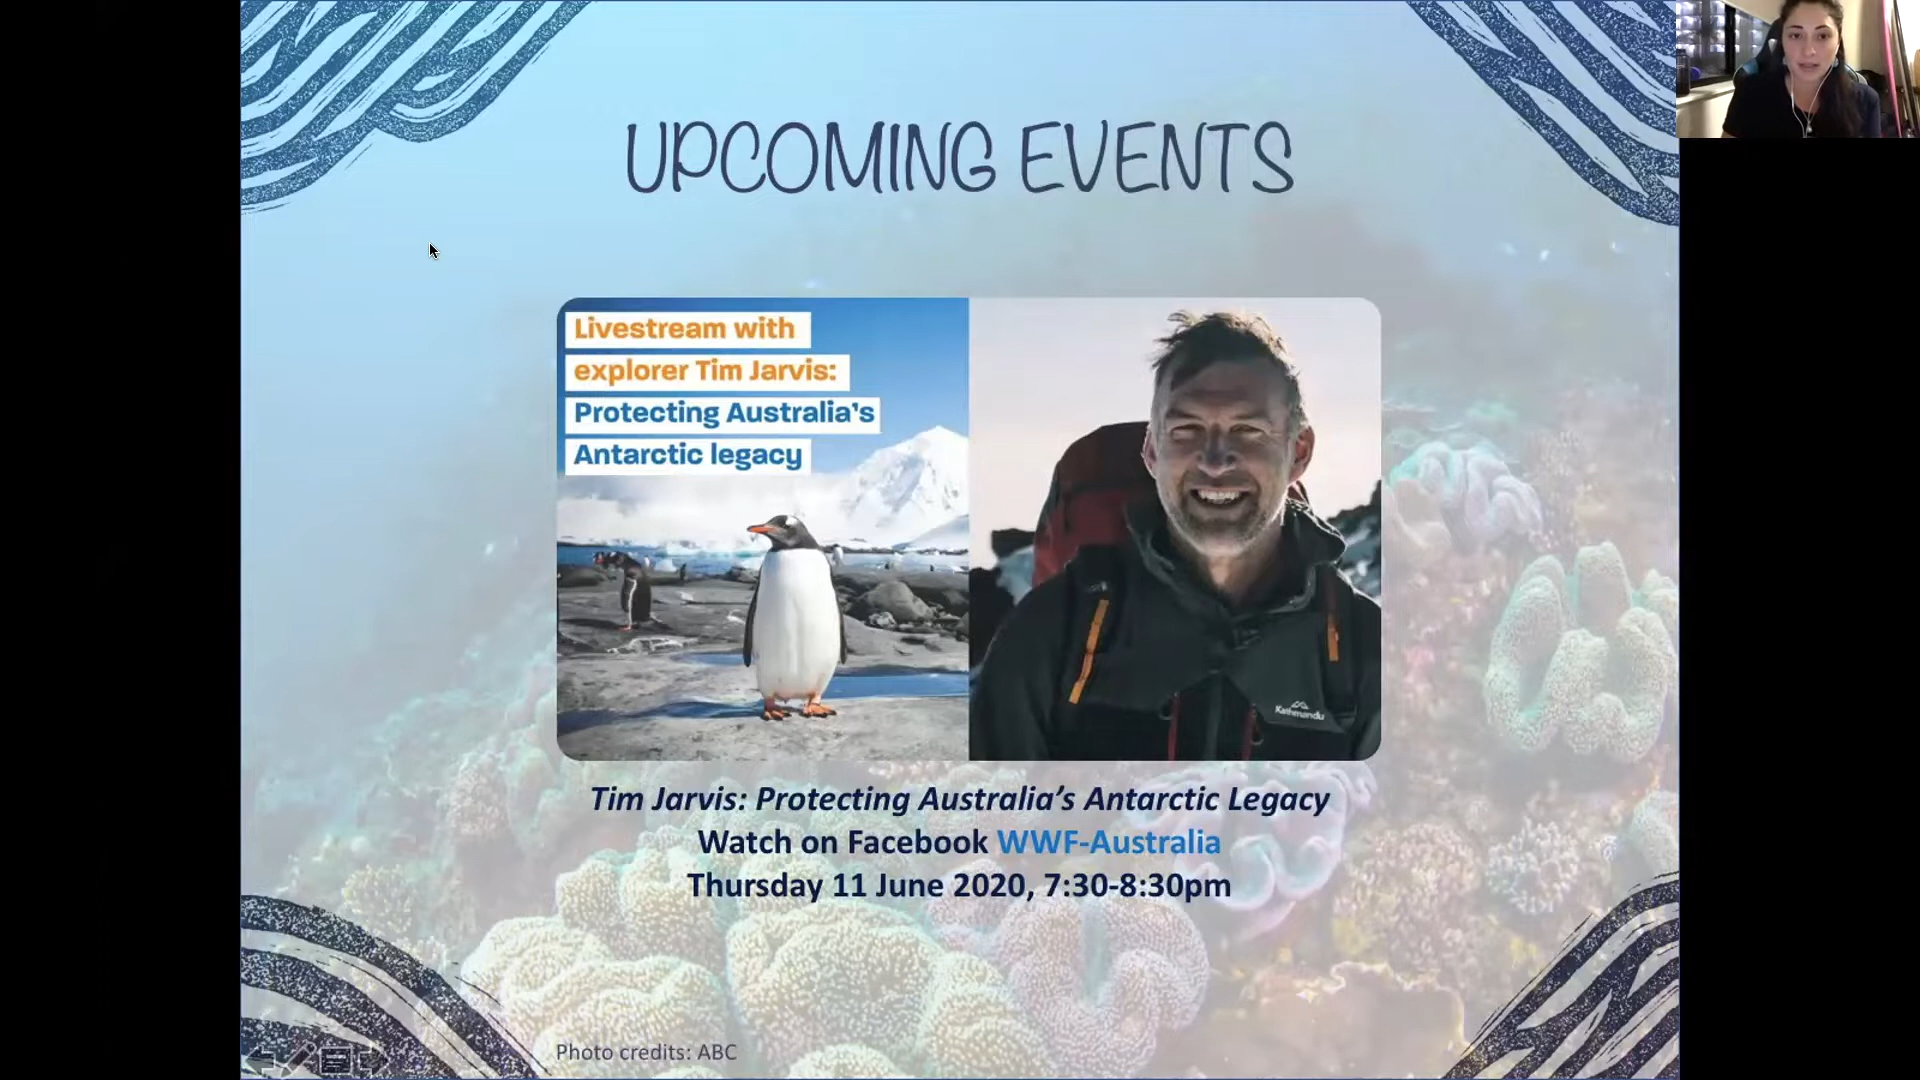 UPCOMING EVENTS
Livestream with
explorer Tim Jarvis:
Protecting Australia's
Antarctic legacy
Kathmandu
Tim Jarvis: Protecting Australia's Antarctic Legacy
Watch on Facebook WWF-Australia
Thursday 11 June 2020, 7:30-8:30pm
Photo credits: ABC